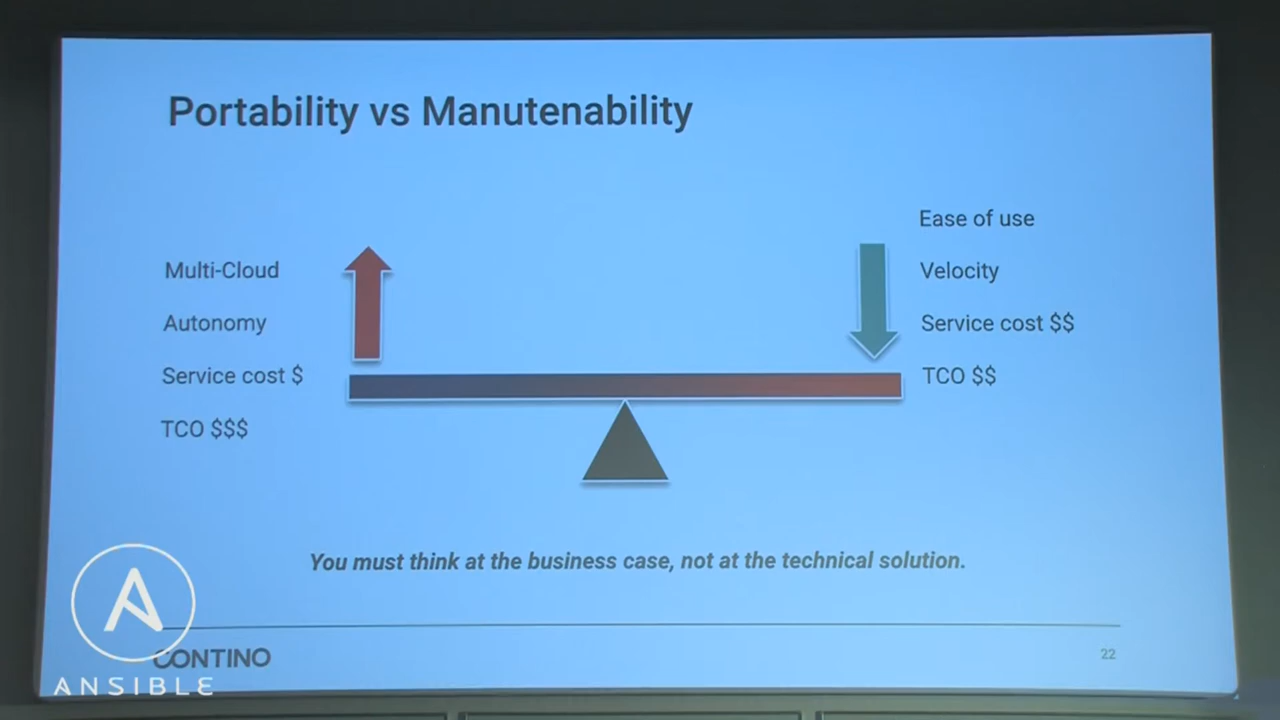 Portability vs Manutenability
Multi-Cloud
Autonomy
Service cost $
TCO $$$
Ease of use
Velocity
Service cost $$
TCO $$
You must think at the business case, not at the technical solution.
CONTINO
22
ANSIBLE